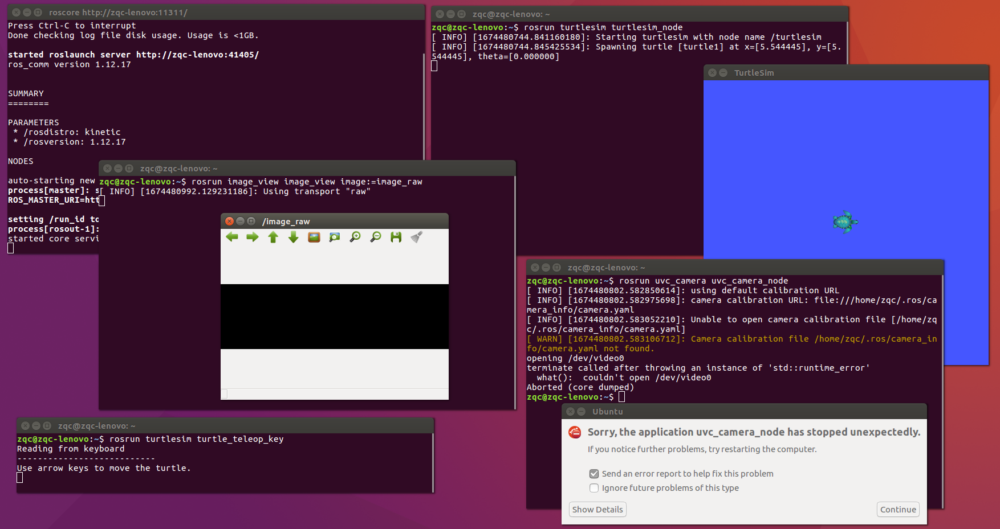 roscore http://zqc-lenovo:11311/
Press Ctrl-C to interrupt
Done checking log file disk usage. Usage is <1GB.
started roslaunch server http://zqc-lenovo:41405/
ros_comm version 1.12.17
SUMMARY
========
PARAMETERS
* /rosdistro: kinetic
* /rosversion: 1.12.17
NODES
auto-starting new
process[master]: s
ROS_MASTER_URI=htt
setting /run_id to
process[rosout-1]:
started core servi
zqc@zqc-lenovo: ~
zqc@zqc-lenovo:~$ rosrun turtlesim turtlesim_node
[ INFO] [1674480744.841160180]: Starting turtlesim with node name /turtlesim
[ INFO] [1674480744.845425534]: Spawning turtle [turtle1] at x=[5.544445], y=[5.
544445], theta=[0.000000]
TurtleSim
zqc@zqc-lenovo: ~
zqc@zqc-lenovo:~$ rosrun image_view image_view image:=image_raw
[ INFO] [1674480992.129231186]: Using transport "raw"
/image_raw
zqc@zqc-lenovo: ~
zqc@zqc-lenovo:~$ rosrun uvc_camera uvc_camera_node
[ INFO] [1674480802.582850614]: using default calibration URL
[ INFO] [1674480802.582975698]: camera calibration URL: file:///home/zqc/.ros/ca
mera_info/camera.yaml
[ INFO] [1674480802.583052210]: Unable to open camera calibration file [/home/zq
c/.ros/camera_info/camera.yaml]
[ WARN] [1674480802.583106712]: Camera calibration file /home/zqc/.ros/camera_in
fo/camera.yaml not found.
opening /dev/video0
terminate called after throwing an instance of 'std::runtime_error'
what():  couldn't open /dev/video0
Aborted (core dumped)
zqc@zqc-lenovo:~$
zqc@zqc-lenovo: ~
zqc@zqc-lenovo:~$ rosrun turtlesim turtle_teleop_key
Reading from keyboard
---------------------------
Use arrow keys to move the turtle.
Ubuntu
Sorry, the application uvc_camera_node has stopped unexpectedly.
If you notice further problems, try restarting the computer.
Send an error report to help fix this problem
Ignore future problems of this type
Show Details
Continue